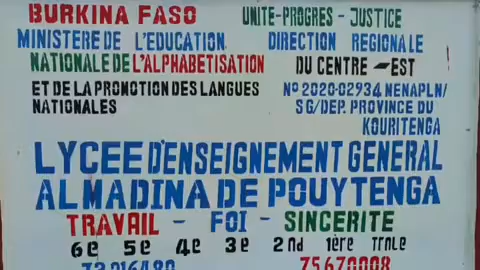 BURKINA FASO
UNITE-PROGRES - JUSTICE
MINISTERE DE L'EDUCATION
NATIONALE DE L'ALPHABETISATION
ET DE LA PROMOTION DES LANGUES
NATIONALES
DIRECTION REGIONALE
DU CENTRE - EST
N° 2020-02934 MENAPLN/
SG/DEP. PROVINCE DU
KOURITENGA
LYCEE D'ENSEIGNEMENT GENERAL
ALMADINA DE POUYTENGA
TRAVAIL - FOI - SINCERITE
6e 5e 4e 3e 2nd 1ère Trole